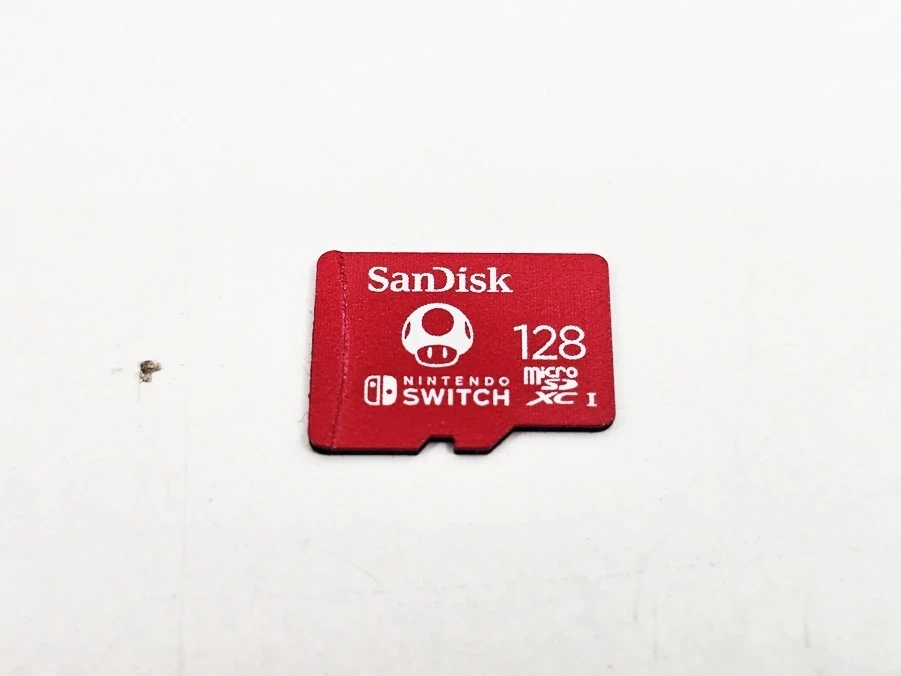 SanDisk
128
NINTENDO
SWITCH
micro
SD
XC I